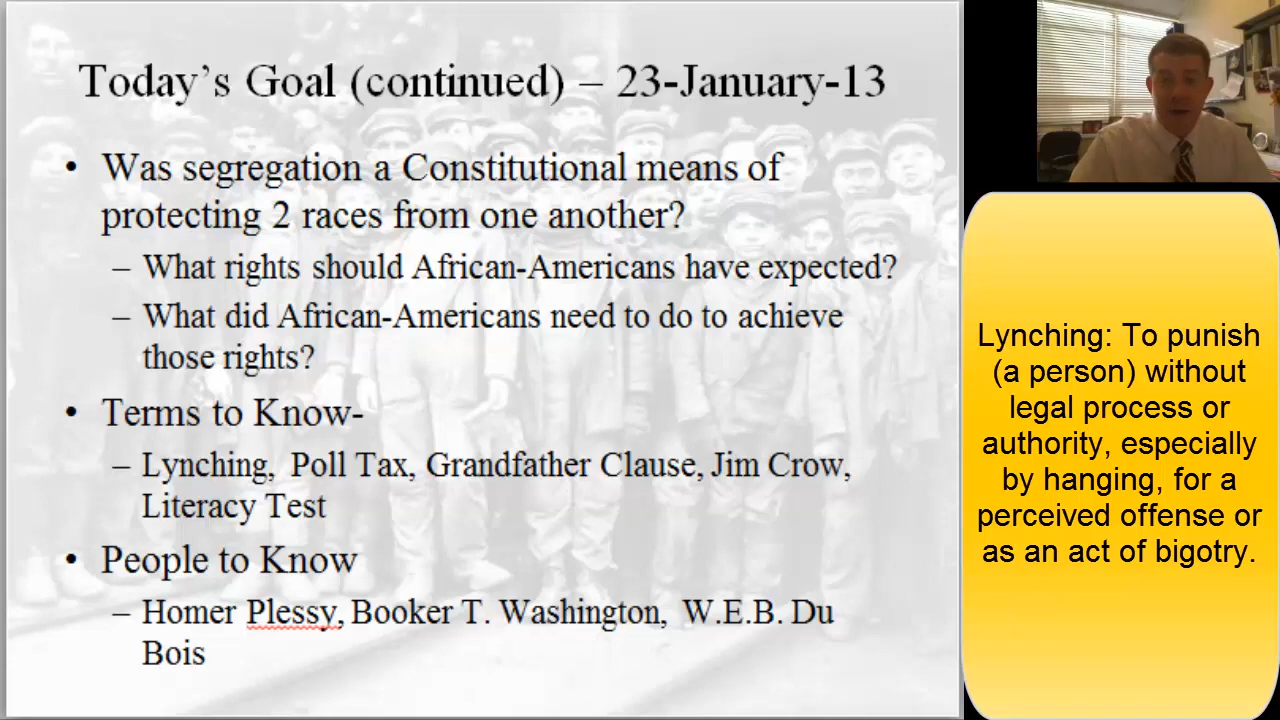 Today's Goal (continued) – 23-January-13
• Was segregation a Constitutional means of
protecting 2 races from one another?
– What rights should African-Americans have expected?
– What did African-Americans need to do to achieve
those rights?
• Terms to Know-
– Lynching, Poll Tax, Grandfather Clause, Jim Crow,
Literacy Test
• People to Know
– Homer Plessy, Booker T. Washington, W.E.B. Du
Bois
Lynching: To punish
(a person) without
legal process or
authority, especially
by hanging, for a
perceived offense or
as an act of bigotry.